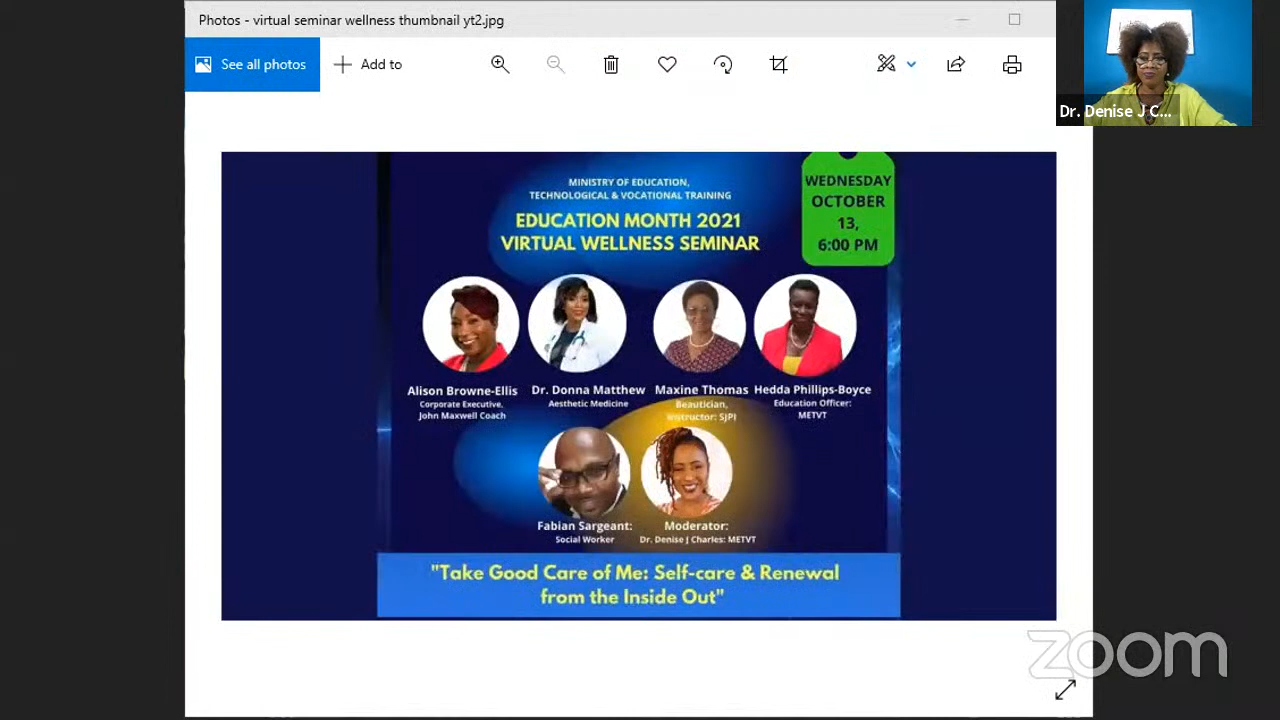 Photos - virtual seminar wellness thumbnail yt2.jpg
See all photos
Add to
Dr. Denise J C...
MINISTRY OF EDUCATION,
TECHNOLOGICAL & VOCATIONAL TRAINING
EDUCATION MONTH 2021
VIRTUAL WELLNESS SEMINAR
WEDNESDAY
OCTOBER
13,
6:00 PM
Alison Browne-Ellis
Corporate Executive,
John Maxwell Coach
Dr. Donna Matthew
Aesthetic Medicine
Maxine Thomas
Beautician,
Instructor: SJPI
Hedda Phillips-Boyce
Education Officer:
METVT
Fabian Sargeant:
Social Worker
Moderator:
Dr. Denise J Charles: METVT
"Take Good Care of Me: Self-care & Renewal
from the Inside Out"
zoom